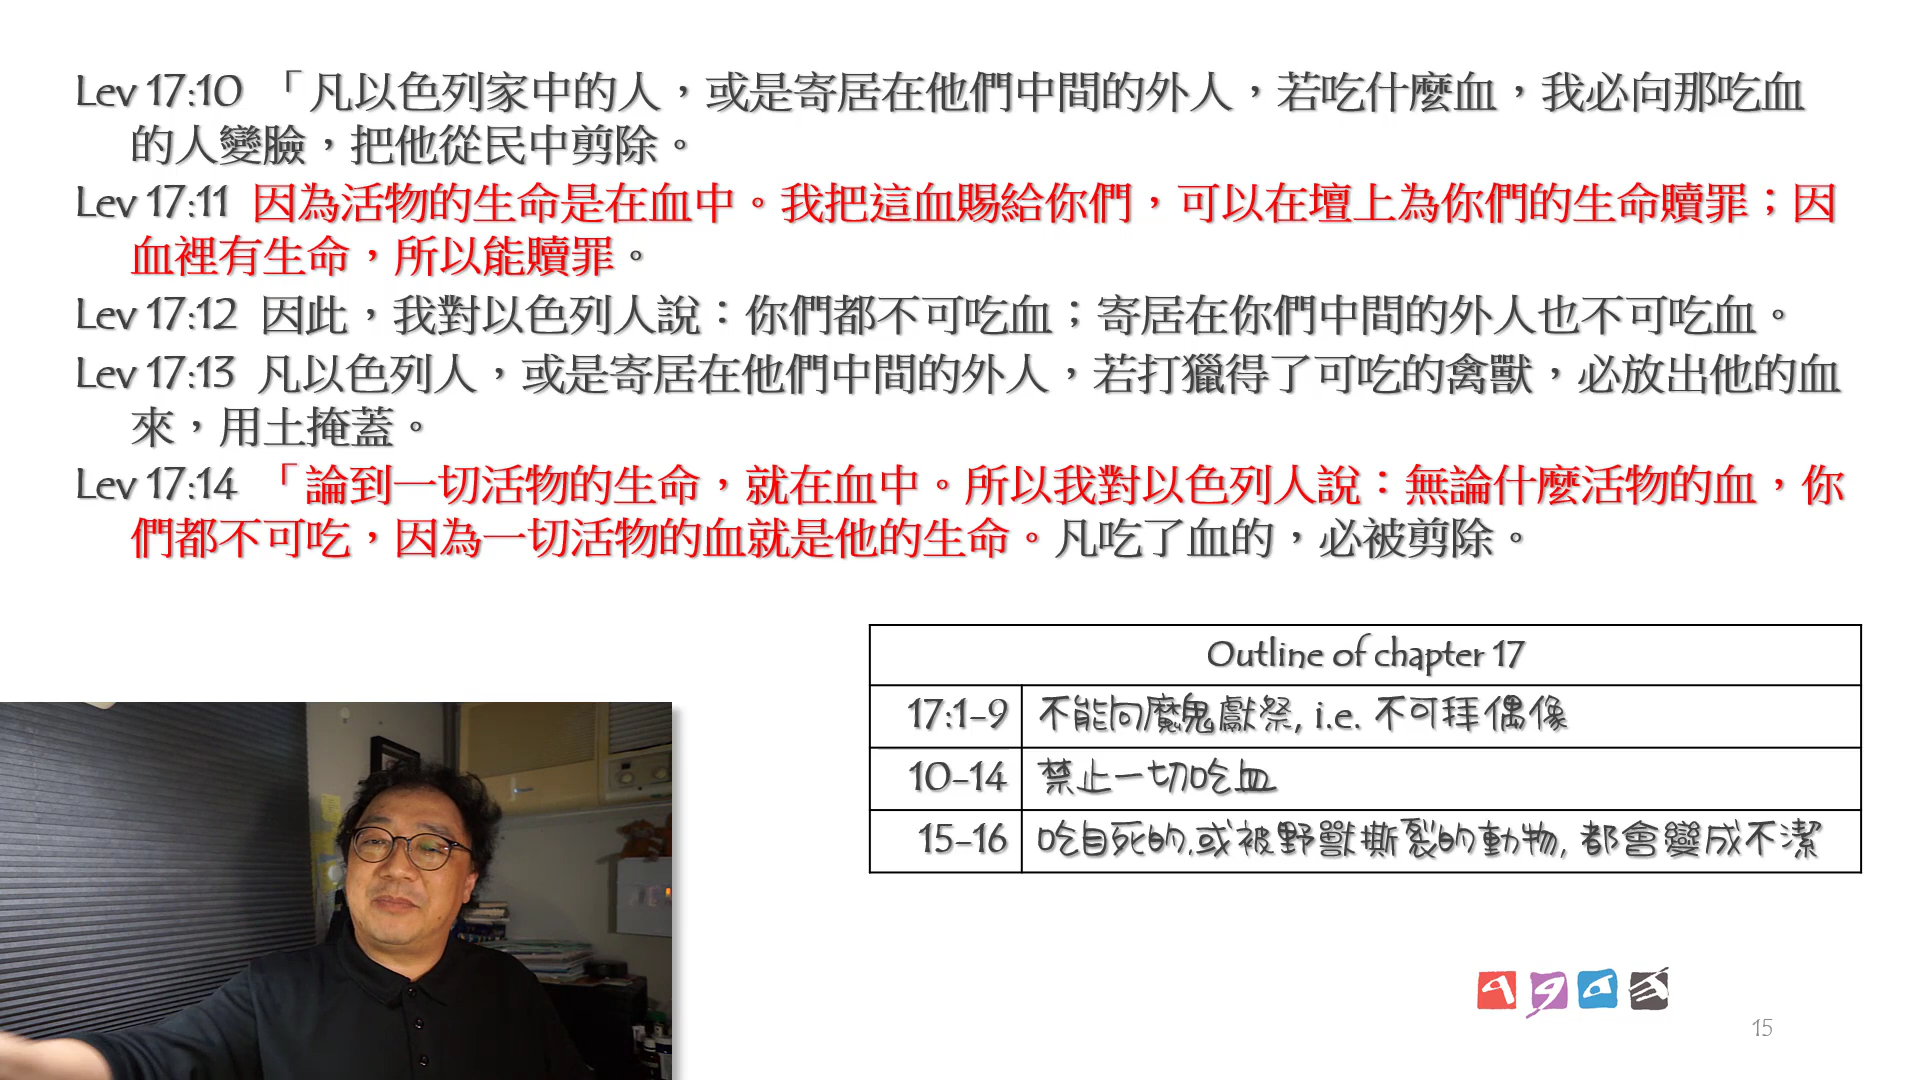 Lev 17:10 「凡以色列家中的人，或是寄居在他們中間的外人，若吃什麼血，我必向那吃血
的人變臉，把他從民中剪除。
Lev 17:11 因為活物的生命是在血中。我把這血賜給你們，可以在壇上為你們的生命贖罪；因
血裡有生命，所以能贖罪。
Lev 17:12 因此，我對以色列人說：你們都不可吃血；寄居在你們中間的外人也不可吃血。
Lev 17:13 凡以色列人，或是寄居在他們中間的外人，若打獵得了可吃的禽獸，必放出他的血
來，用土掩蓋。
Lev 17:14 「論到一切活物的生命，就在血中。所以我對以色列人說：無論什麼活物的血，你
們都不可吃，因為一切活物的血就是他的生命。凡吃了血的，必被剪除。
Outline of chapter 17
17:1-9 不能向魔鬼獻祭, i.e. 不可拜偶像
10-14 禁止一切吃血
15-16 吃自死的,或被野獸撕裂的動物, 都會變成不潔
15